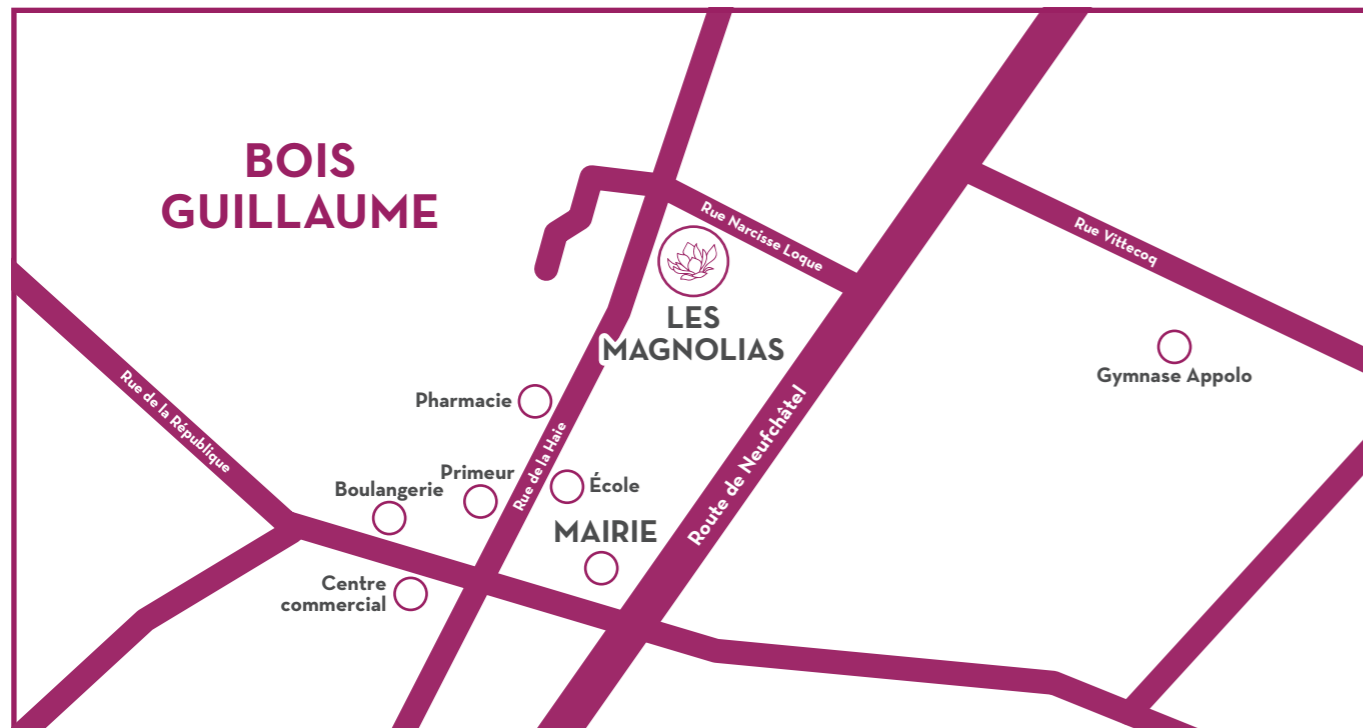 BOIS
GUILLAUME
Rue Narcisse Loque
Rue Vittecoq
LES
MAGNOLIAS
Gymnase Appolo
Rue de la République
Pharmacie
Rue de la Haie
Route de Neufchâtel
Primeur
École
Boulangerie
MAIRIE
Centre
commercial